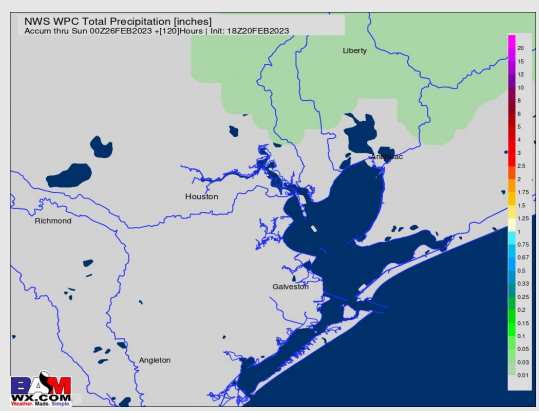 NWS WPC Total Precipitation [inches]
Accum thru Sun 00Z26FEB2023 +[120]Hours | Init: 18Z20FEB2023
Liberty
Anahuac
Houston
Richmond
Galveston
Angleton
20
15
12
10
8
6
5
4
3
2.5
2
1.75
1.5
1.25
1
0.75
0.67
0.5
0.33
0.25
0.2
0.15
0.1
0.05
0.03
0.01
BAM
WX.COM
Weather. Made. Simple.